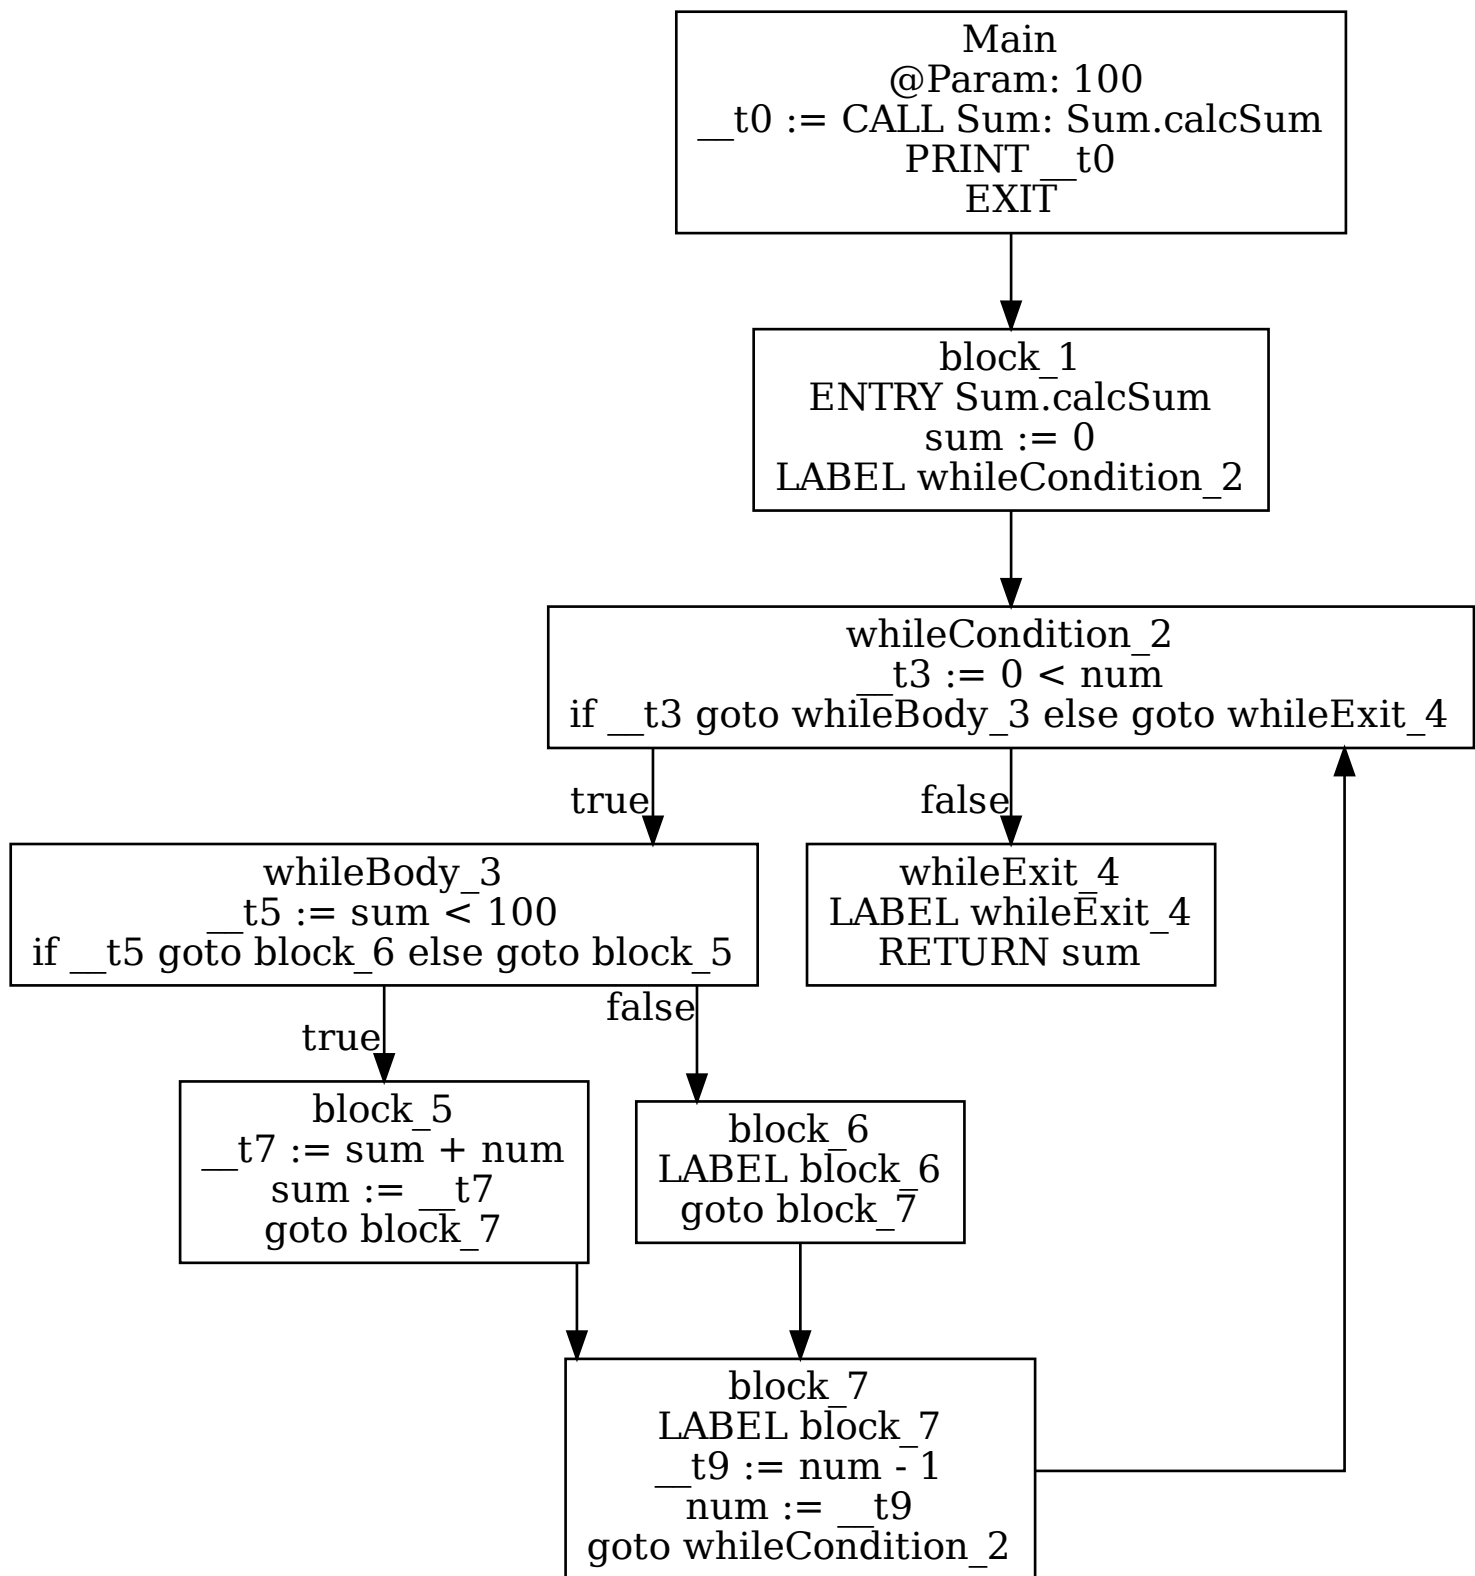 Main
@Param: 100
__t0 := CALL Sum: Sum.calcSum
PRINT __t0
EXIT
block_1
ENTRY Sum.calcSum
sum := 0
LABEL whileCondition_2
whileCondition_2
__t3 := 0 < num
if __t3 goto whileBody_3 else goto whileExit_4
true
false
whileBody_3
__t5 := sum < 100
if __t5 goto block_6 else goto block_5
whileExit_4
LABEL whileExit_4
RETURN sum
true
false
block_5
__t7 := sum + num
sum := __t7
goto block_7
block_6
LABEL block_6
goto block_7
block_7
LABEL block_7
__t9 := num - 1
num := __t9
goto whileCondition_2